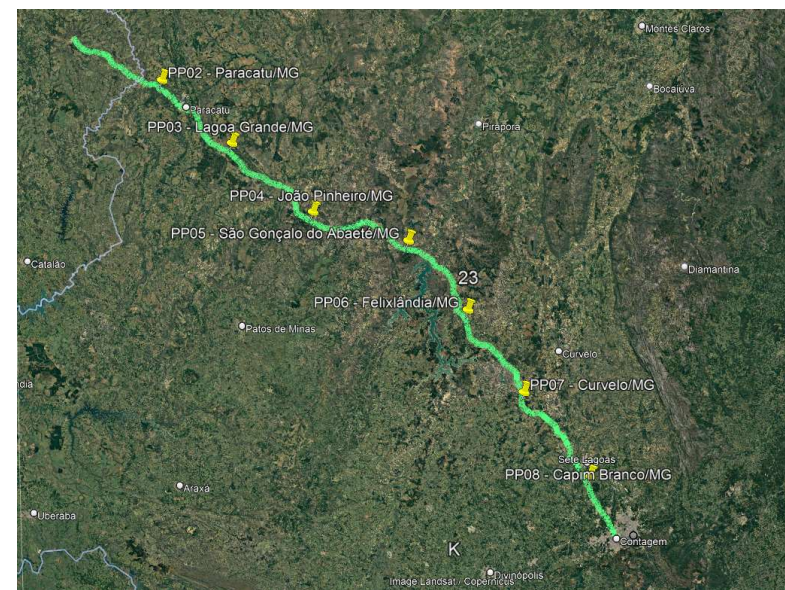 Montes Claros
PP02 - Paracatu/MG
Bocaiúva
Paracatu
Pirapora
PP03 - Lagoa Grande/MG
PP04 - João Pinheiro/MG
PP05 - São Gonçalo do Abaeté/MG
Catalão
Diamantina
23
PP06 - Felixlândia/MG
Patos de Minas
Curvelo
PP07 - Curvelo/MG
dia
Sete Lagoas
PP08 - Capim Branco/MG
Araxá
Uberaba
Contagem
K
Divinópolis
Image Landsat / Copernicus